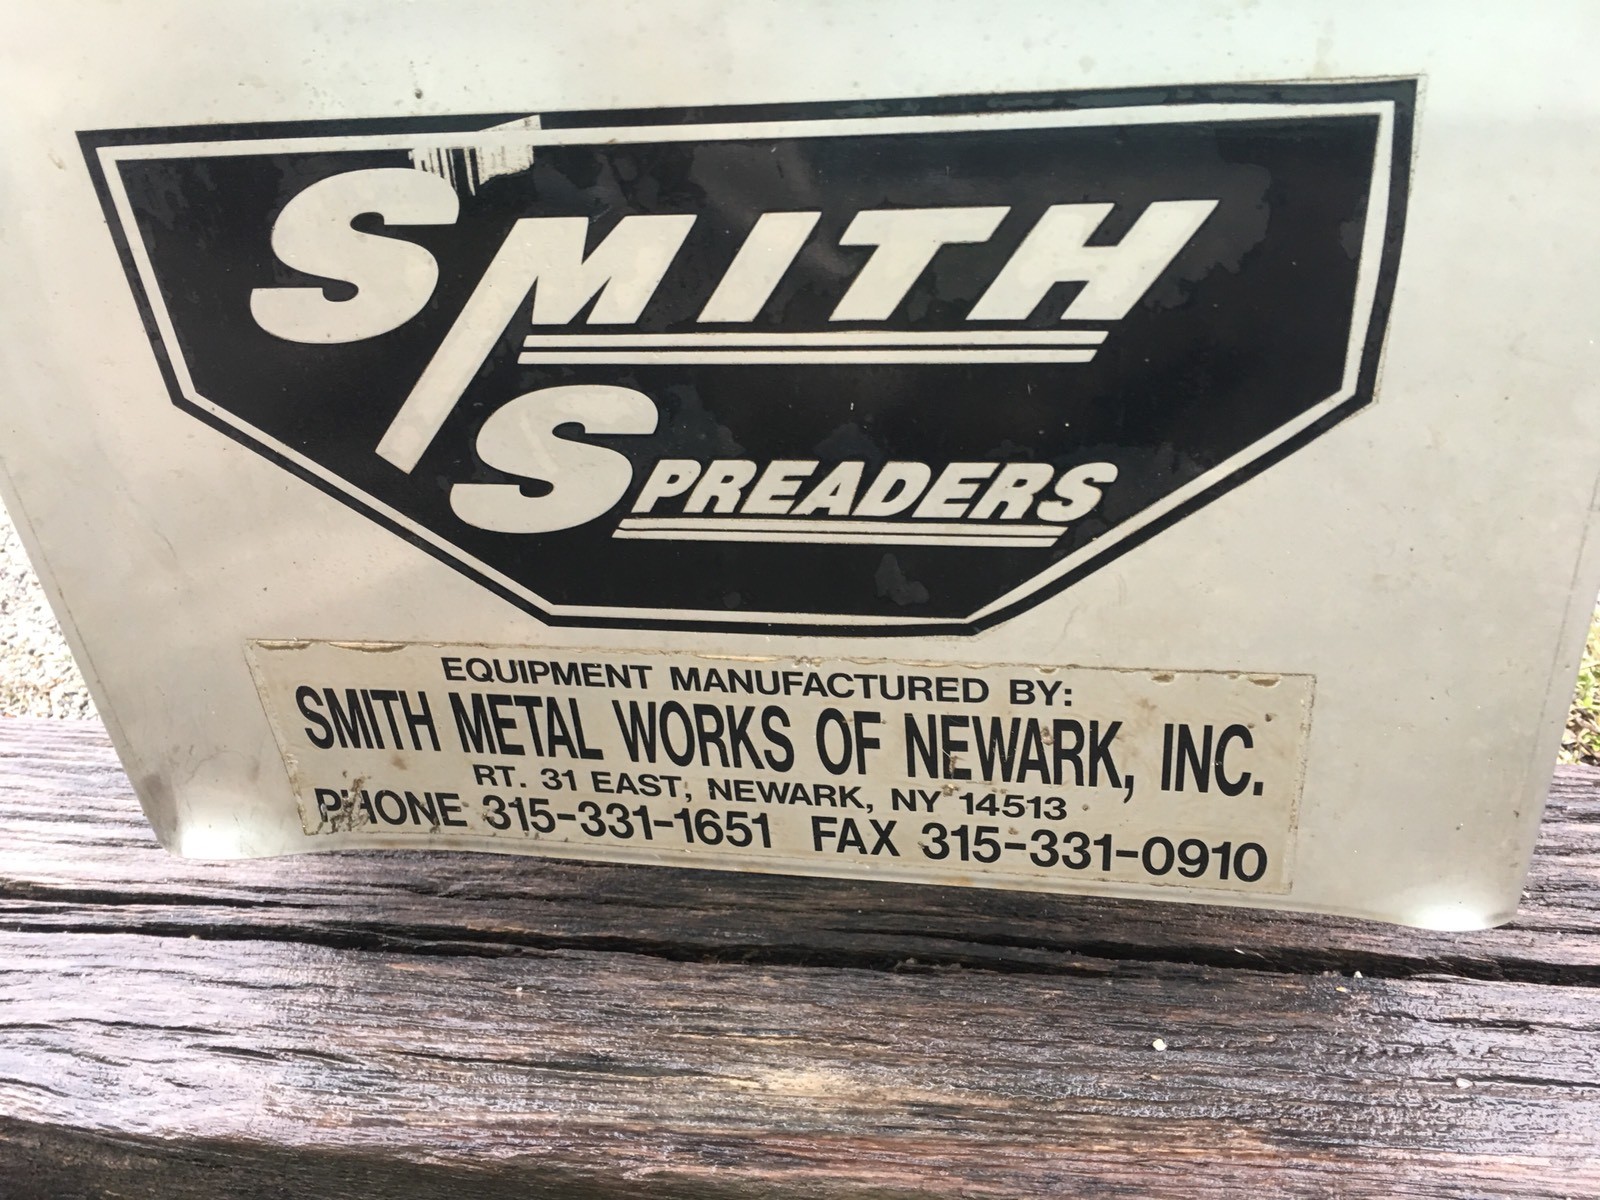 SMITH
SPREADERS
EQUIPMENT MANUFACTURED BY:
SMITH METAL WORKS OF NEWARK, INC.
RT. 31 EAST, NEWARK, NY 14513
PHONE 315-331-1651 FAX 315-331-0910